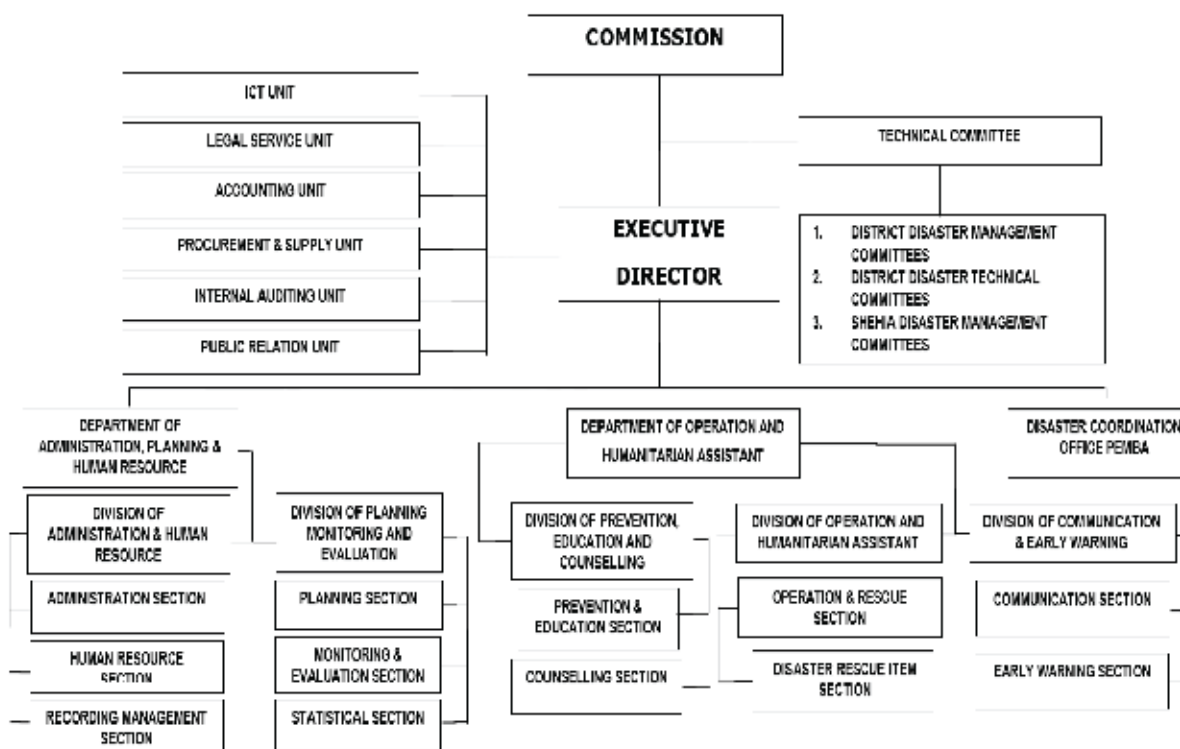 COMMISSION
ICT UNIT
LEGAL SERVICE UNIT
ACCOUNTING UNIT
PROCUREMENT & SUPPLY UNIT
INTERNAL AUDITING UNIT
PUBLIC RELATION UNIT
TECHNICAL COMMITTEE
EXECUTIVE
DIRECTOR
1. DISTRICT DISASTER MANAGEMENT
COMMITTEES
2. DISTRICT DISASTER TECHNICAL
COMMITTEES
3. SHEHIA DISASTER MANAGEMENT
COMMITTEES
DEPARTMENT OF
ADMINISTRATION, PLANNING &
HUMAN RESOURCE
DEPARTMENT OF OPERATION AND
HUMANITARIAN ASSISTANT
DISASTER COORDINATION
OFFICE PEMBA
DIVISION OF
ADMINISTRATION & HUMAN
RESOURCE
ADMINISTRATION SECTION
HUMAN RESOURCE
SECTION
RECORDING MANAGEMENT
SECTION
DIVISION OF PLANNING
MONITORING AND
EVALUATION
PLANNING SECTION
MONITORING &
EVALUATION SECTION
STATISTICAL SECTION
DIVISION OF PREVENTION,
EDUCATION AND
COUNSELLING
PREVENTION &
EDUCATION SECTION
COUNSELLING SECTION
DIVISION OF OPERATION AND
HUMANITARIAN ASSISTANT
OPERATION & RESCUE
SECTION
DISASTER RESCUE ITEM
SECTION
DIVISION OF COMMUNICATION
& EARLY WARNING
COMMUNICATION SECTION
EARLY WARNING SECTION